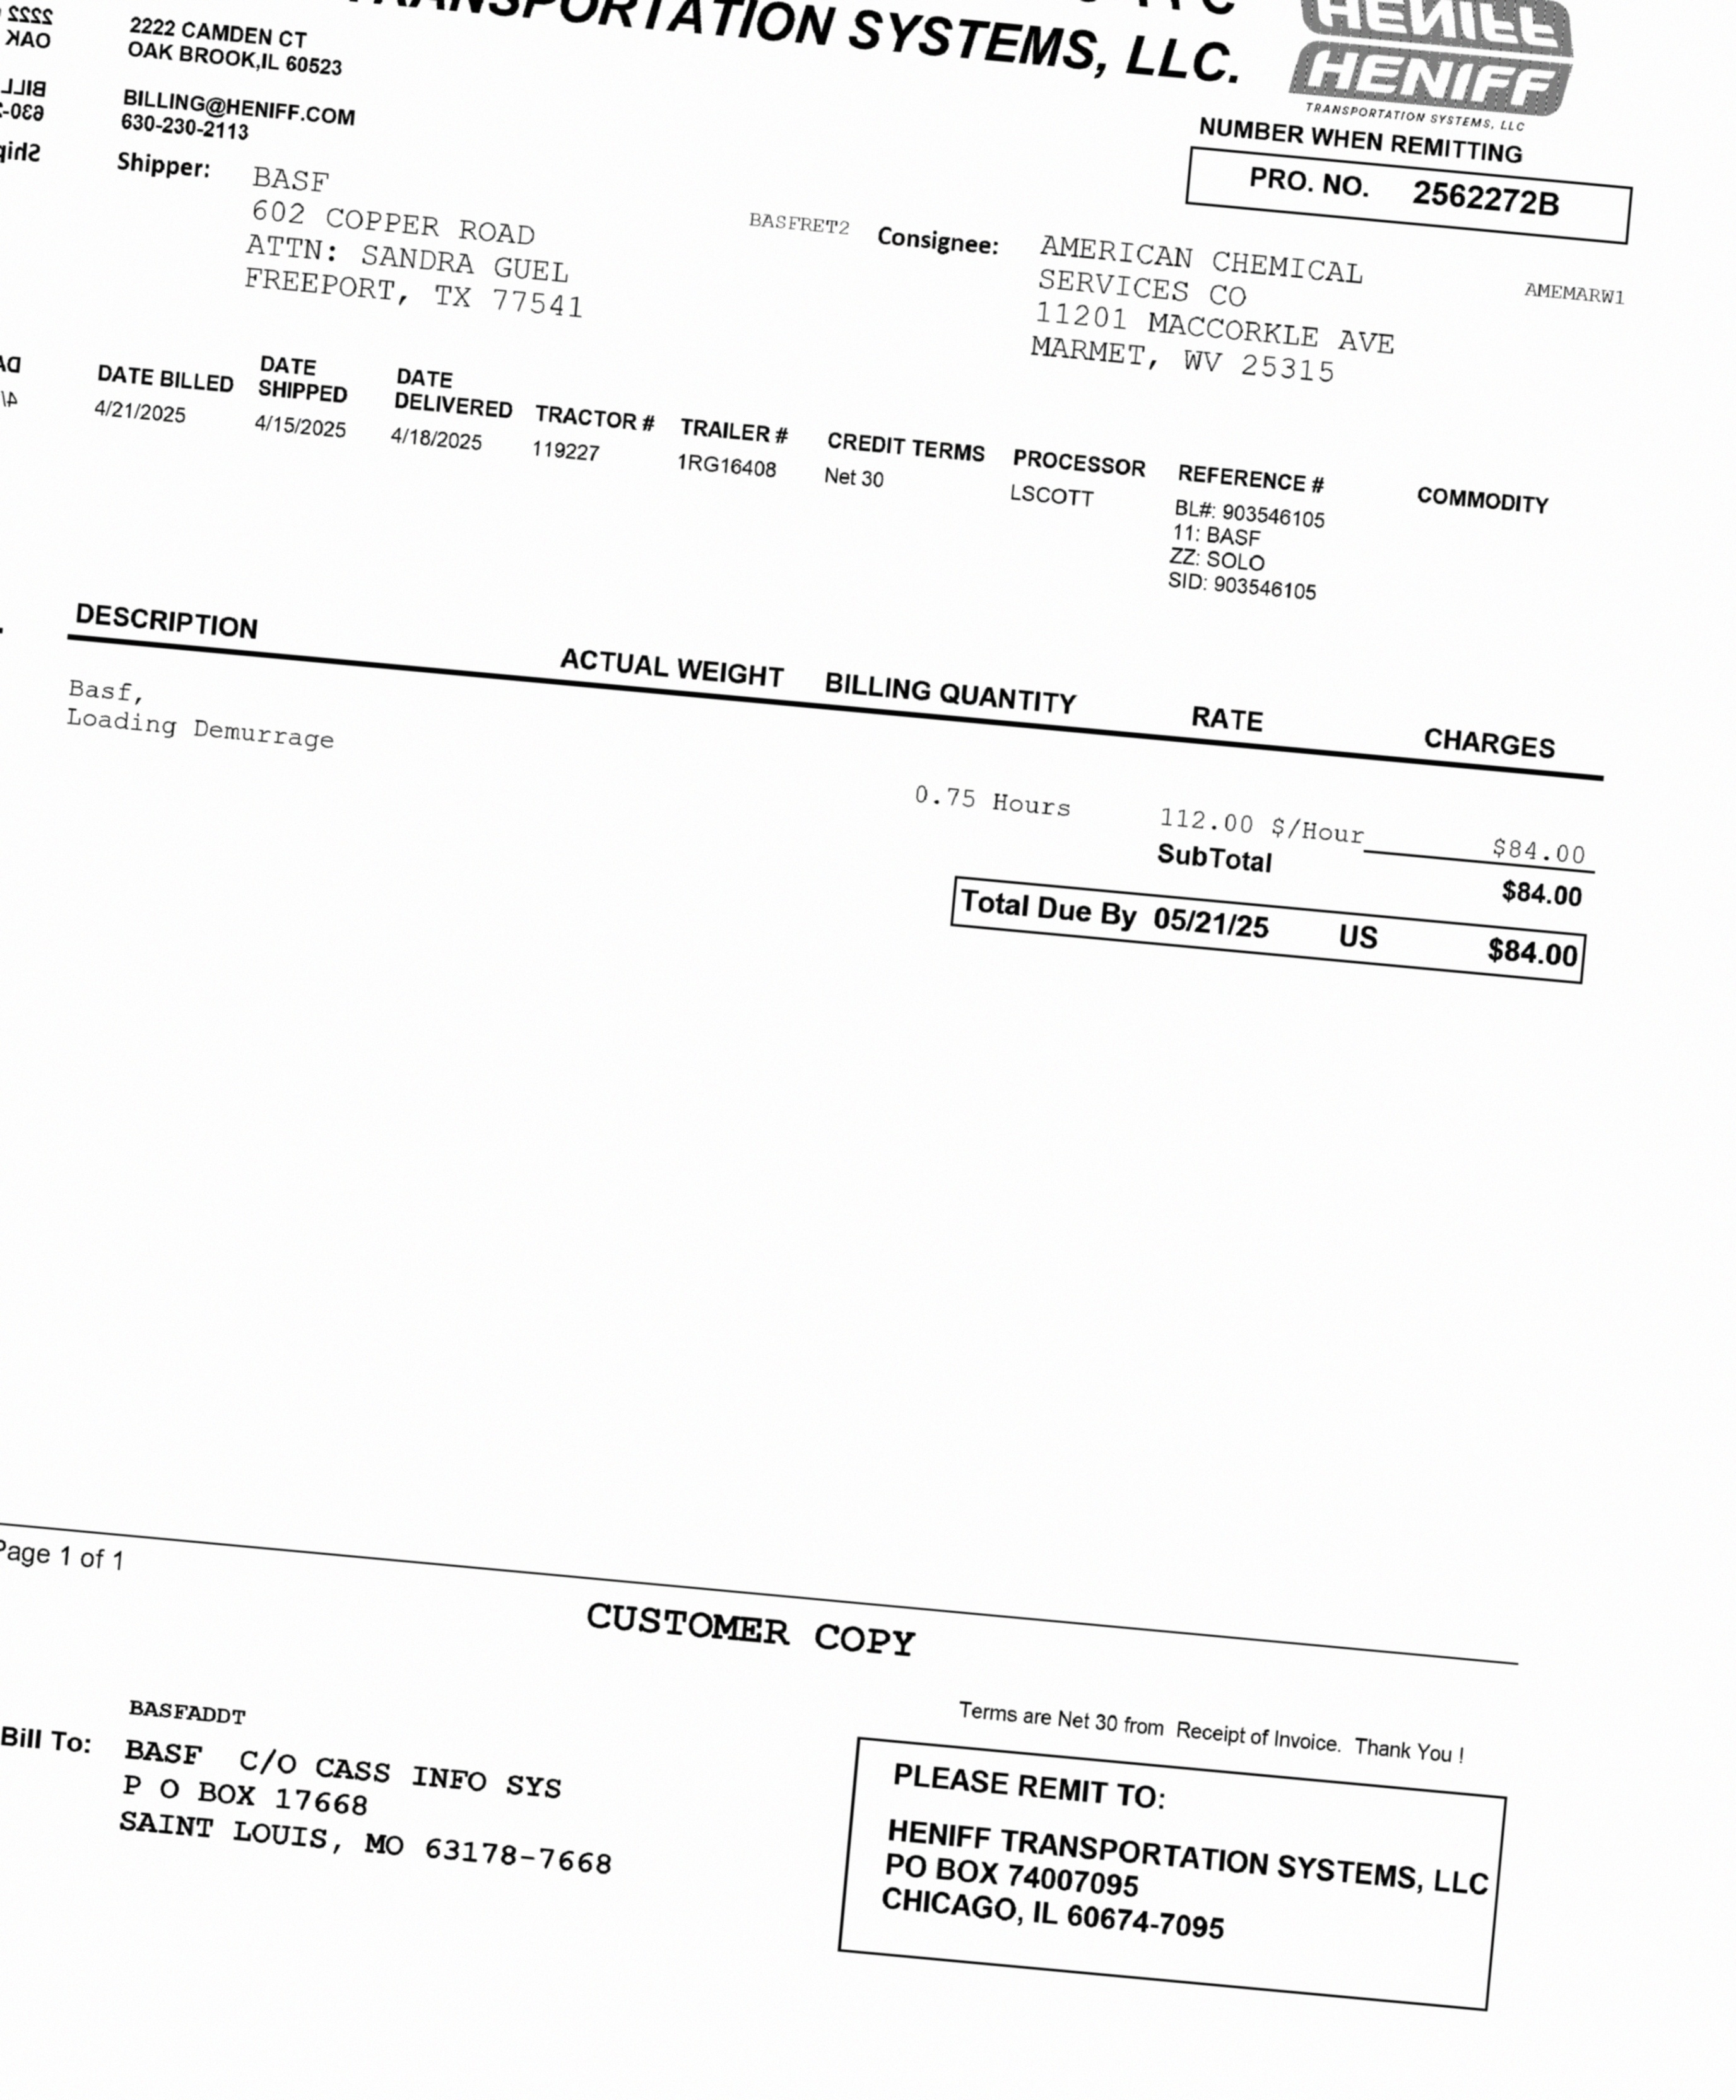 TRANSPORTATION SYSTEMS, LLC.
HENIFF
TRANSPORTATION SYSTEMS, LLC
2222 CAMDEN CT
OAK BROOK,IL 60523
BILLING@HENIFF.COM
630-230-2113
NUMBER WHEN REMITTING
PRO. NO. 2562272B
Shipper:
BASF
602 COPPER ROAD
ATTN: SANDRA GUEL
FREEPORT, TX 77541
BASFRET2
Consignee:
AMERICAN CHEMICAL
SERVICES CO
11201 MACCORKLE AVE
MARMET, WV 25315
AMEMARW1
DATE BILLED
4/21/2025
DATE
SHIPPED
4/15/2025
DATE
DELIVERED
4/18/2025
TRACTOR #
119227
TRAILER #
1RG16408
CREDIT TERMS
Net 30
PROCESSOR
LSCOTT
REFERENCE #
BL#: 903546105
11: BASF
ZZ: SOLO
SID: 903546105
COMMODITY
DESCRIPTION ACTUAL WEIGHT BILLING QUANTITY RATE CHARGES
Basf,
Loading Demurrage
0.75 Hours 112.00 $/Hour $84.00
SubTotal $84.00
Total Due By 05/21/25 US $84.00
Page 1 of 1
CUSTOMER COPY
BASFADDT
Bill To:
BASF C/O CASS INFO SYS
P O BOX 17668
SAINT LOUIS, MO 63178-7668
Terms are Net 30 from Receipt of Invoice. Thank You !
PLEASE REMIT TO:
HENIFF TRANSPORTATION SYSTEMS, LLC
PO BOX 74007095
CHICAGO, IL 60674-7095